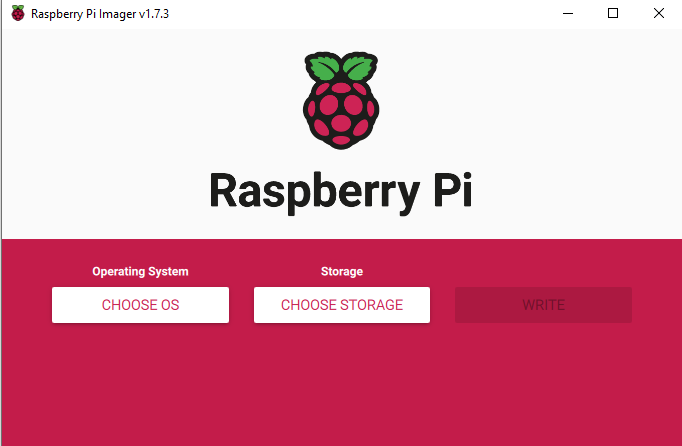 Raspberry Pi Imager v1.7.3
Raspberry Pi
Operating System
Storage
CHOOSE OS
CHOOSE STORAGE
WRITE